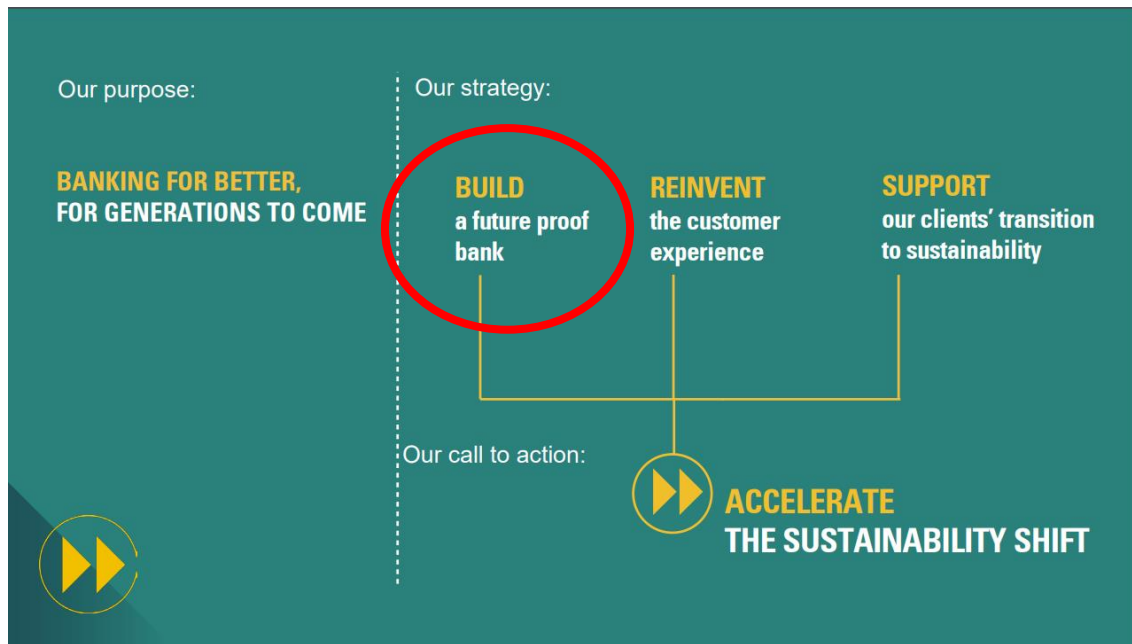 Our purpose:
BANKING FOR BETTER,
FOR GENERATIONS TO COME
Our strategy:
BUILD
a future proof
bank
REINVENT
the customer
experience
SUPPORT
our clients’ transition
to sustainability
Our call to action:
ACCELERATE
THE SUSTAINABILITY SHIFT